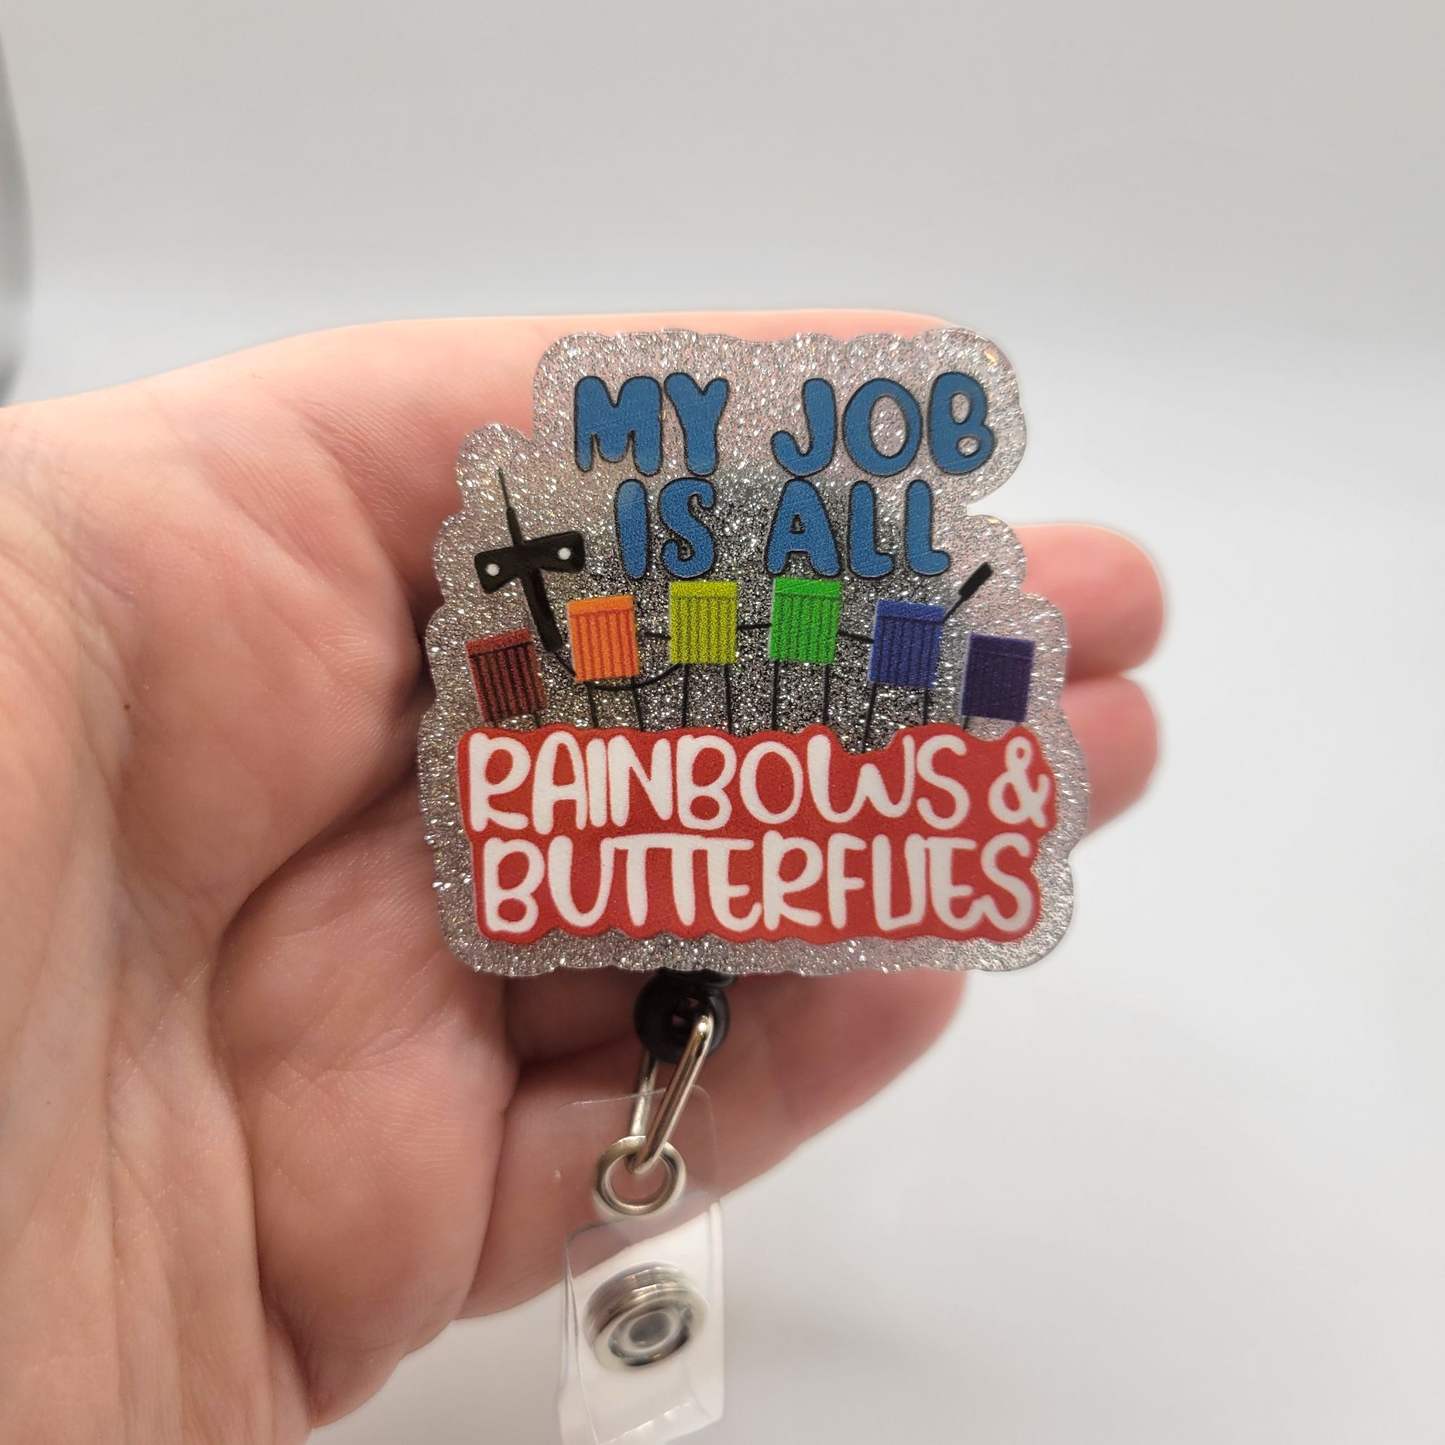 MY JOB
IS ALL
RAINBOWS &
BUTTERFLIES